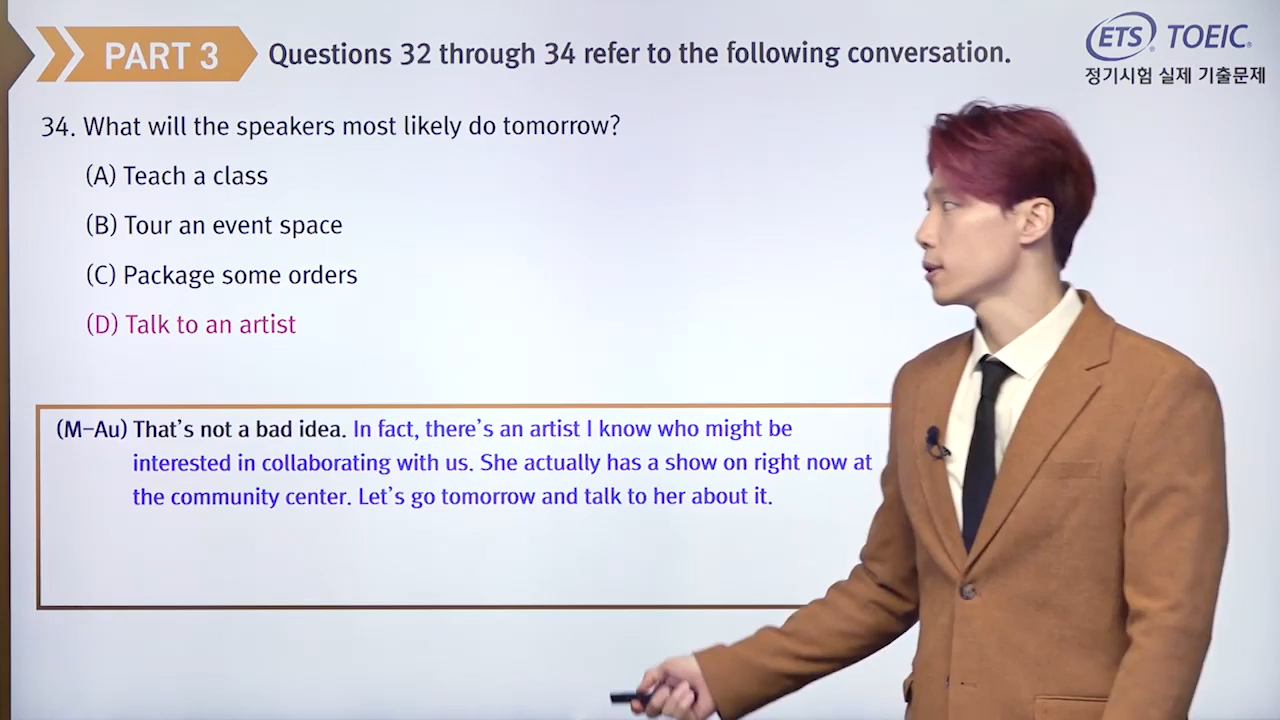 PART 3
Questions 32 through 34 refer to the following conversation.
ETS TOEIC
정기시험 실제 기출문제
34. What will the speakers most likely do tomorrow?
(A) Teach a class
(B) Tour an event space
(C) Package some orders
(D) Talk to an artist
(M-Au) That's not a bad idea. In fact, there's an artist I know who might be
interested in collaborating with us. She actually has a show on right now at
the community center. Let's go tomorrow and talk to her about it.